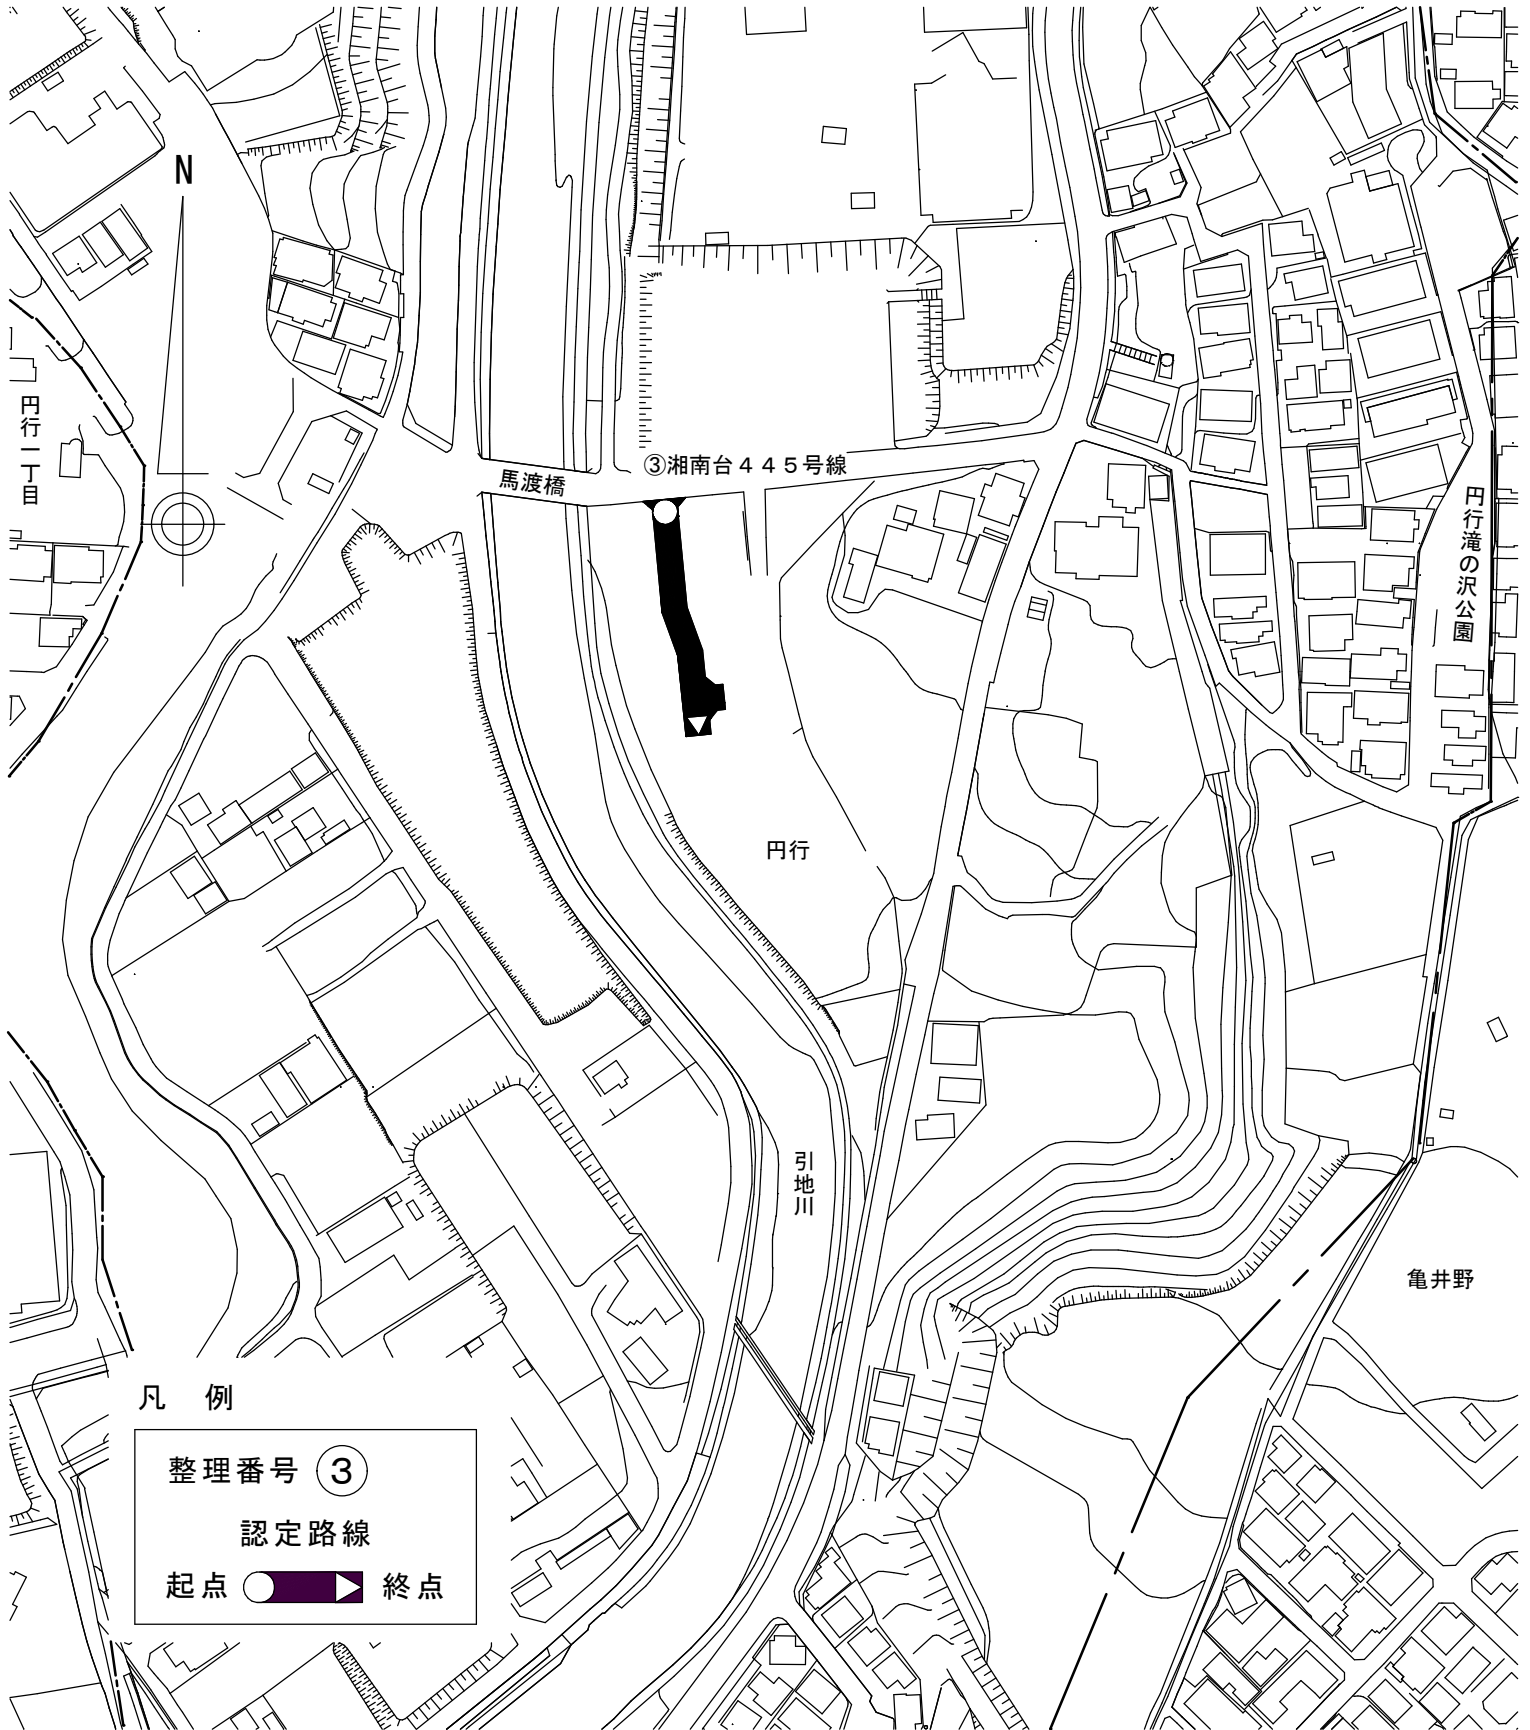 N
円行一丁目
③湘南台445号線
馬渡橋
円行滝の沢公園
円行
引地川
亀井野
凡 例
整理番号 ③
認定路線
起点 終点